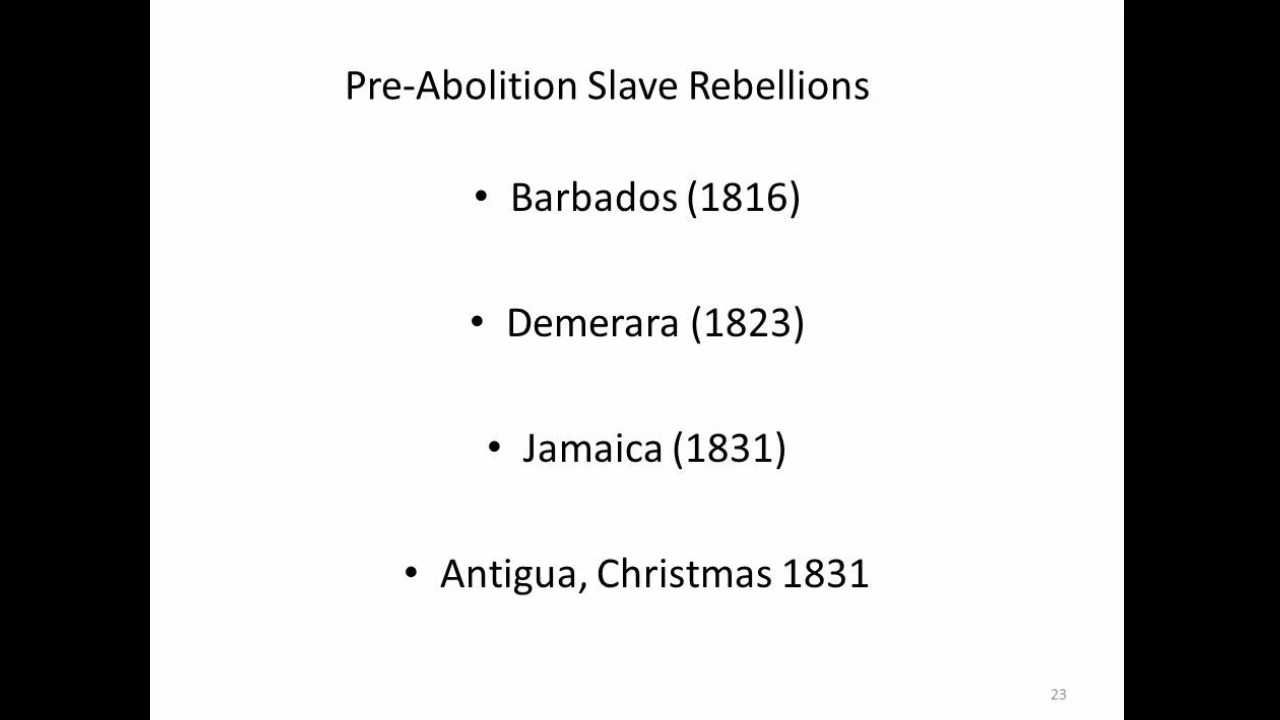 Pre-Abolition Slave Rebellions
• Barbados (1816)
• Demerara (1823)
• Jamaica (1831)
• Antigua, Christmas 1831
23